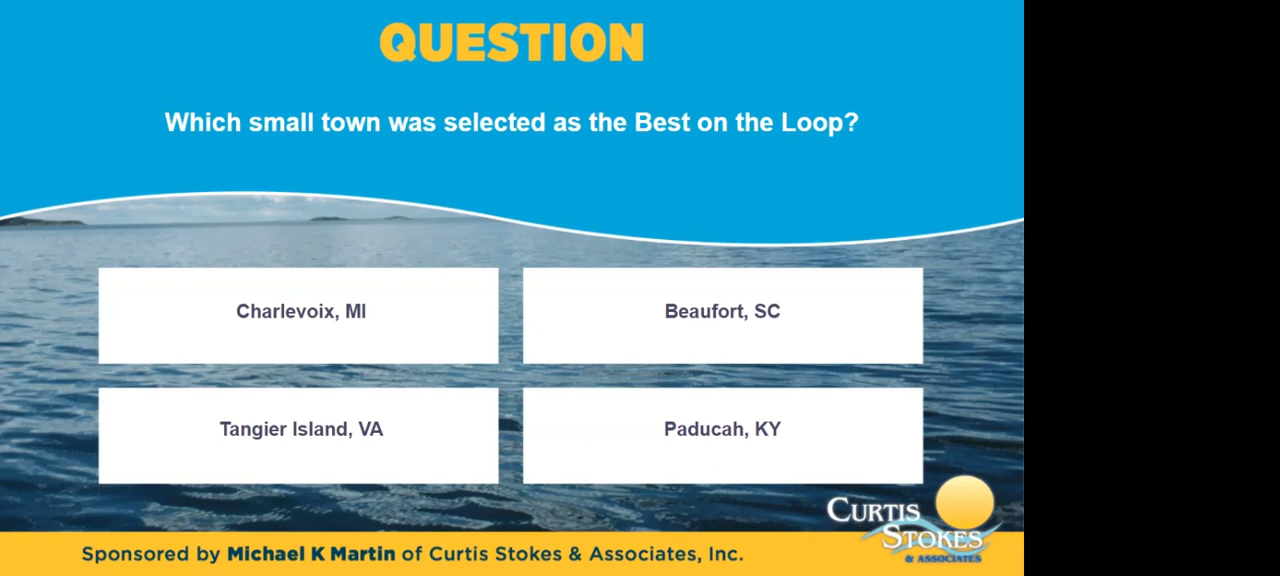 QUESTION
Which small town was selected as the Best on the Loop?
Charlevoix, MI
Beaufort, SC
Tangier Island, VA
Paducah, KY
CURTIS
STOKES
& ASSOCIATES
Sponsored by Michael K Martin of Curtis Stokes & Associates, Inc.